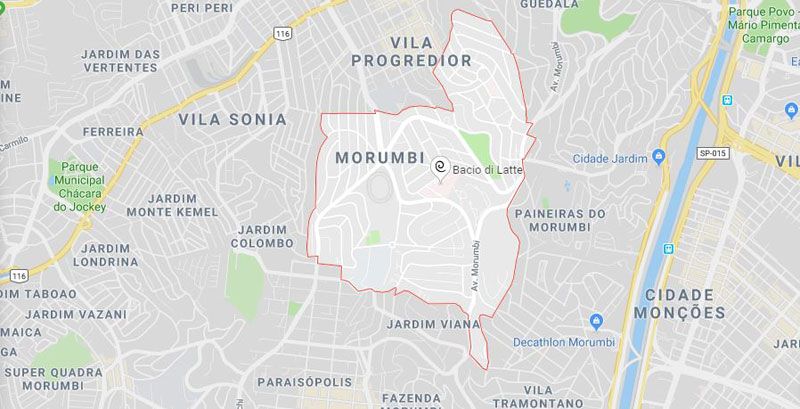 PERI PERI
GUEDALA
Parque Povo -
Mário Pimenta
Camargo
116
VILA
PROGREDIOR
JARDIM DAS
VERTENTES
INE
Av. Morumbi
Carmilo
FERREIRA
VILA SONIA
MORUMBI
Bacio di Latte
Cidade Jardim
SP-015
VIL
Parque
Municipal
Chácara
do Jockey
JARDIM
MONTE KEMEL
PAINEIRAS DO
MORUMBI
JARDIM
COLOMBO
JARDIM
LONDRINA
Av. Morumbi
116
JARDIM TABOAO
CIDADE
MONÇÕES
JARDIM VAZANI
JARDIM VIANA
MAICA
Decathlon Morumbi
SUPER QUADRA
MORUMBI
PARAISÓPOLIS
FAZENDA
MORUMBI
VILA
TRAMONTANO